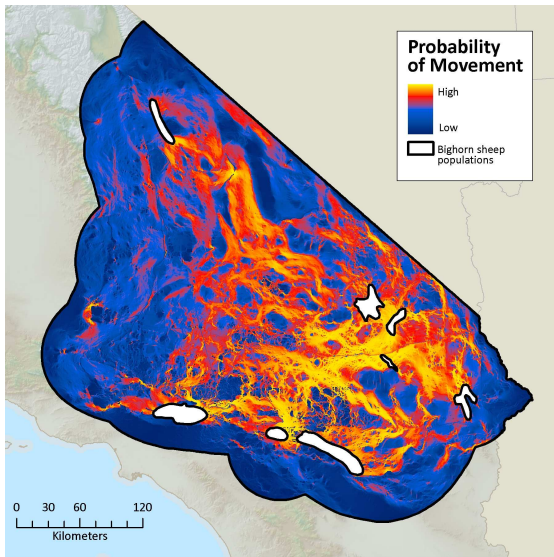 Probability
of Movement
High
Low
Bighorn sheep
populations
0 30 60 120
Kilometers